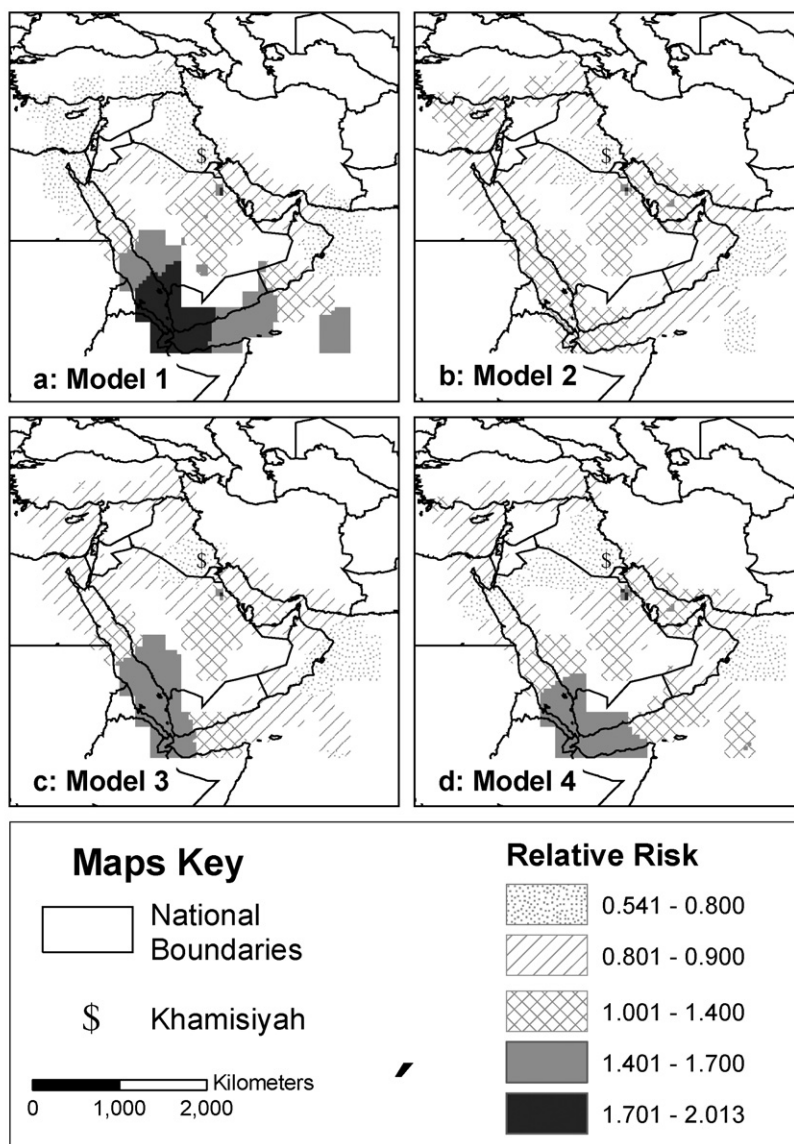 $
a: Model 1
$
b: Model 2
$
c: Model 3
$
d: Model 4
Maps Key
National
Boundaries
$ Khamisiyah
Kilometers
0 1,000 2,000
Relative Risk
0.541 - 0.800
0.801 - 0.900
1.001 - 1.400
1.401 - 1.700
1.701 - 2.013